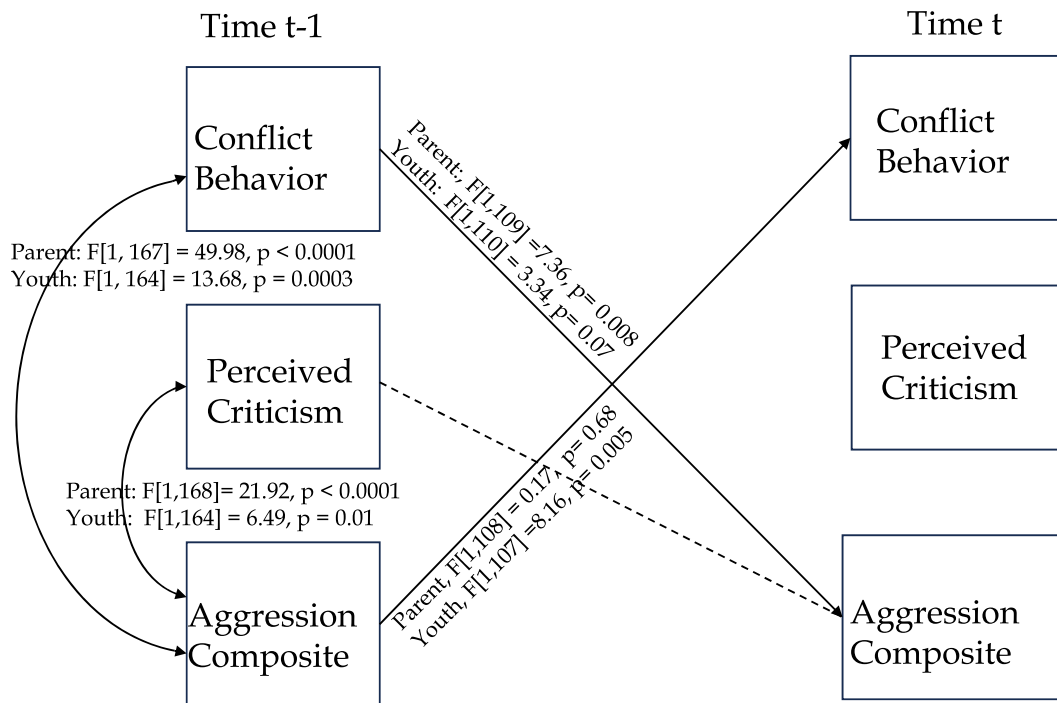 Time t-1
Time t
Conflict
Behavior
Conflict
Behavior
Parent:, F[1,109] =7.36, p= 0.008
Youth:  F[1,110] = 3.34, p= 0.07
Parent: F[1, 167] = 49.98, p < 0.0001
Youth: F[1, 164] = 13.68, p = 0.0003
Perceived
Criticism
Perceived
Criticism
Parent: F[1,168]= 21.92, p < 0.0001
Youth:  F[1,164] = 6.49, p = 0.01
Parent, F[1,108] = 0.17, p= 0.68
Youth, F[1,107] =8.16, p= 0.005
Aggression
Composite
Aggression
Composite